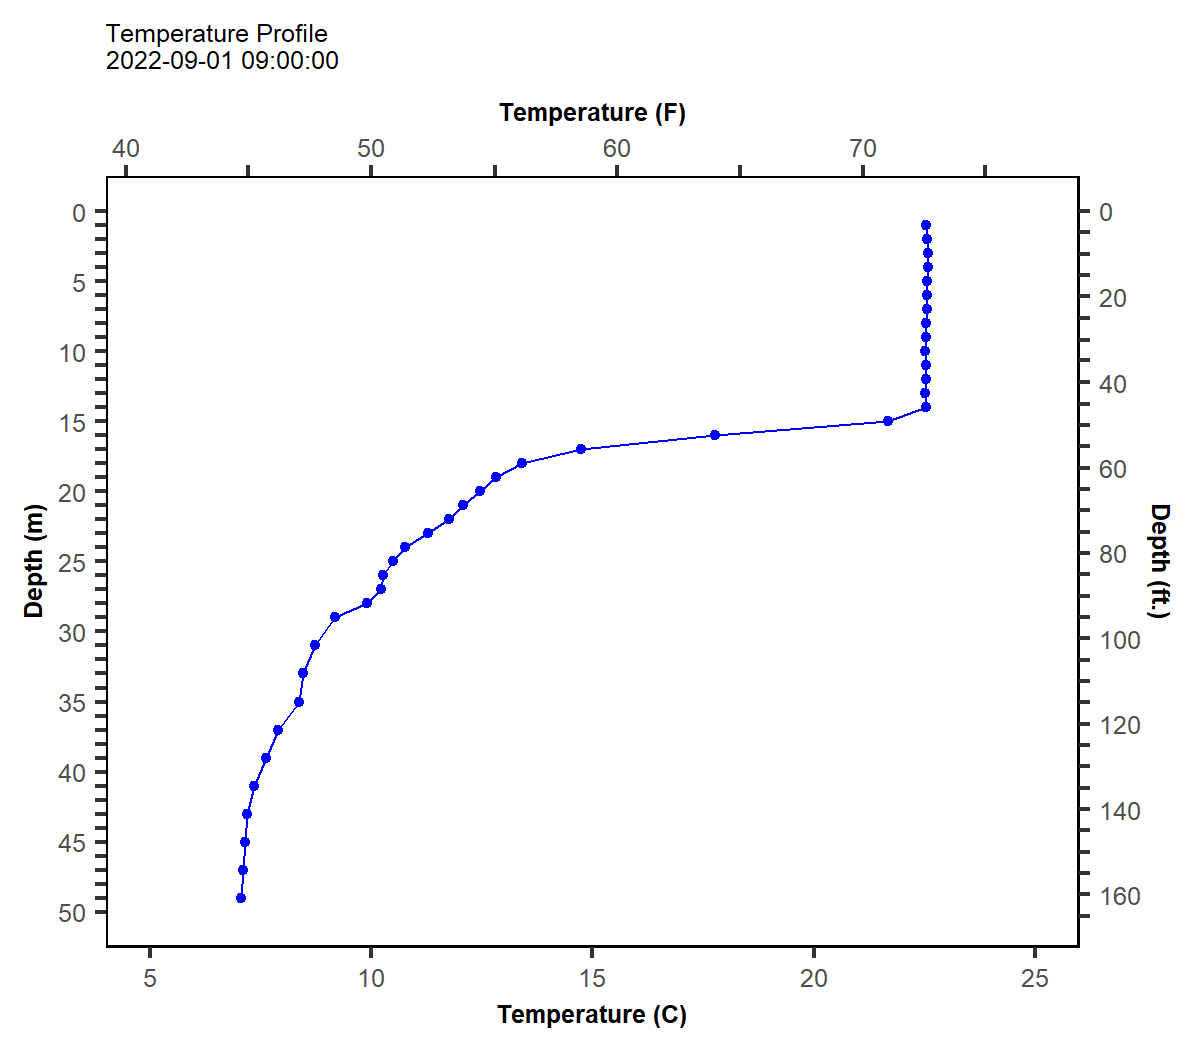 Temperature Profile
2022-09-01 09:00:00
Temperature (F)
40 50 60 70
0 0
5 20
10 40
15 60
20 80
25 100
30 120
35 140
40 160
45
50
Depth (m)
Depth (ft.)
5 10 15 20 25
Temperature (C)